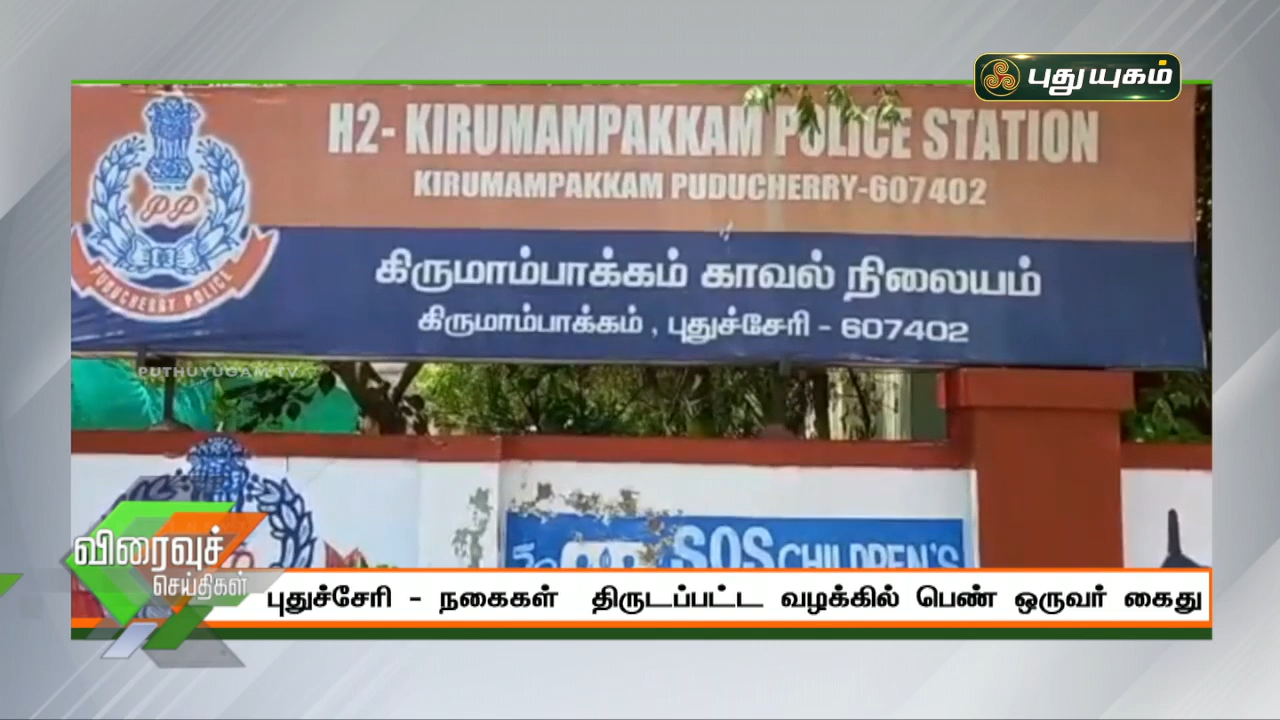 புதுயுகம்
H2- KIRUMAMPAKKAM POLICE STATION
KIRUMAMPAKKAM PUDUCHERRY-607402
PP
PUDUCHERRY POLICE
கிருமாம்பாக்கம் காவல் நிலையம்
கிருமாம்பாக்கம் , புதுச்சேரி - 607402
PUTHUYUGAM TV
SOS CHILDREN'S
விரைவுச்
செய்திகள்
புதுச்சேரி - நகைகள் திருடப்பட்ட வழக்கில் பெண் ஒருவர் கைது